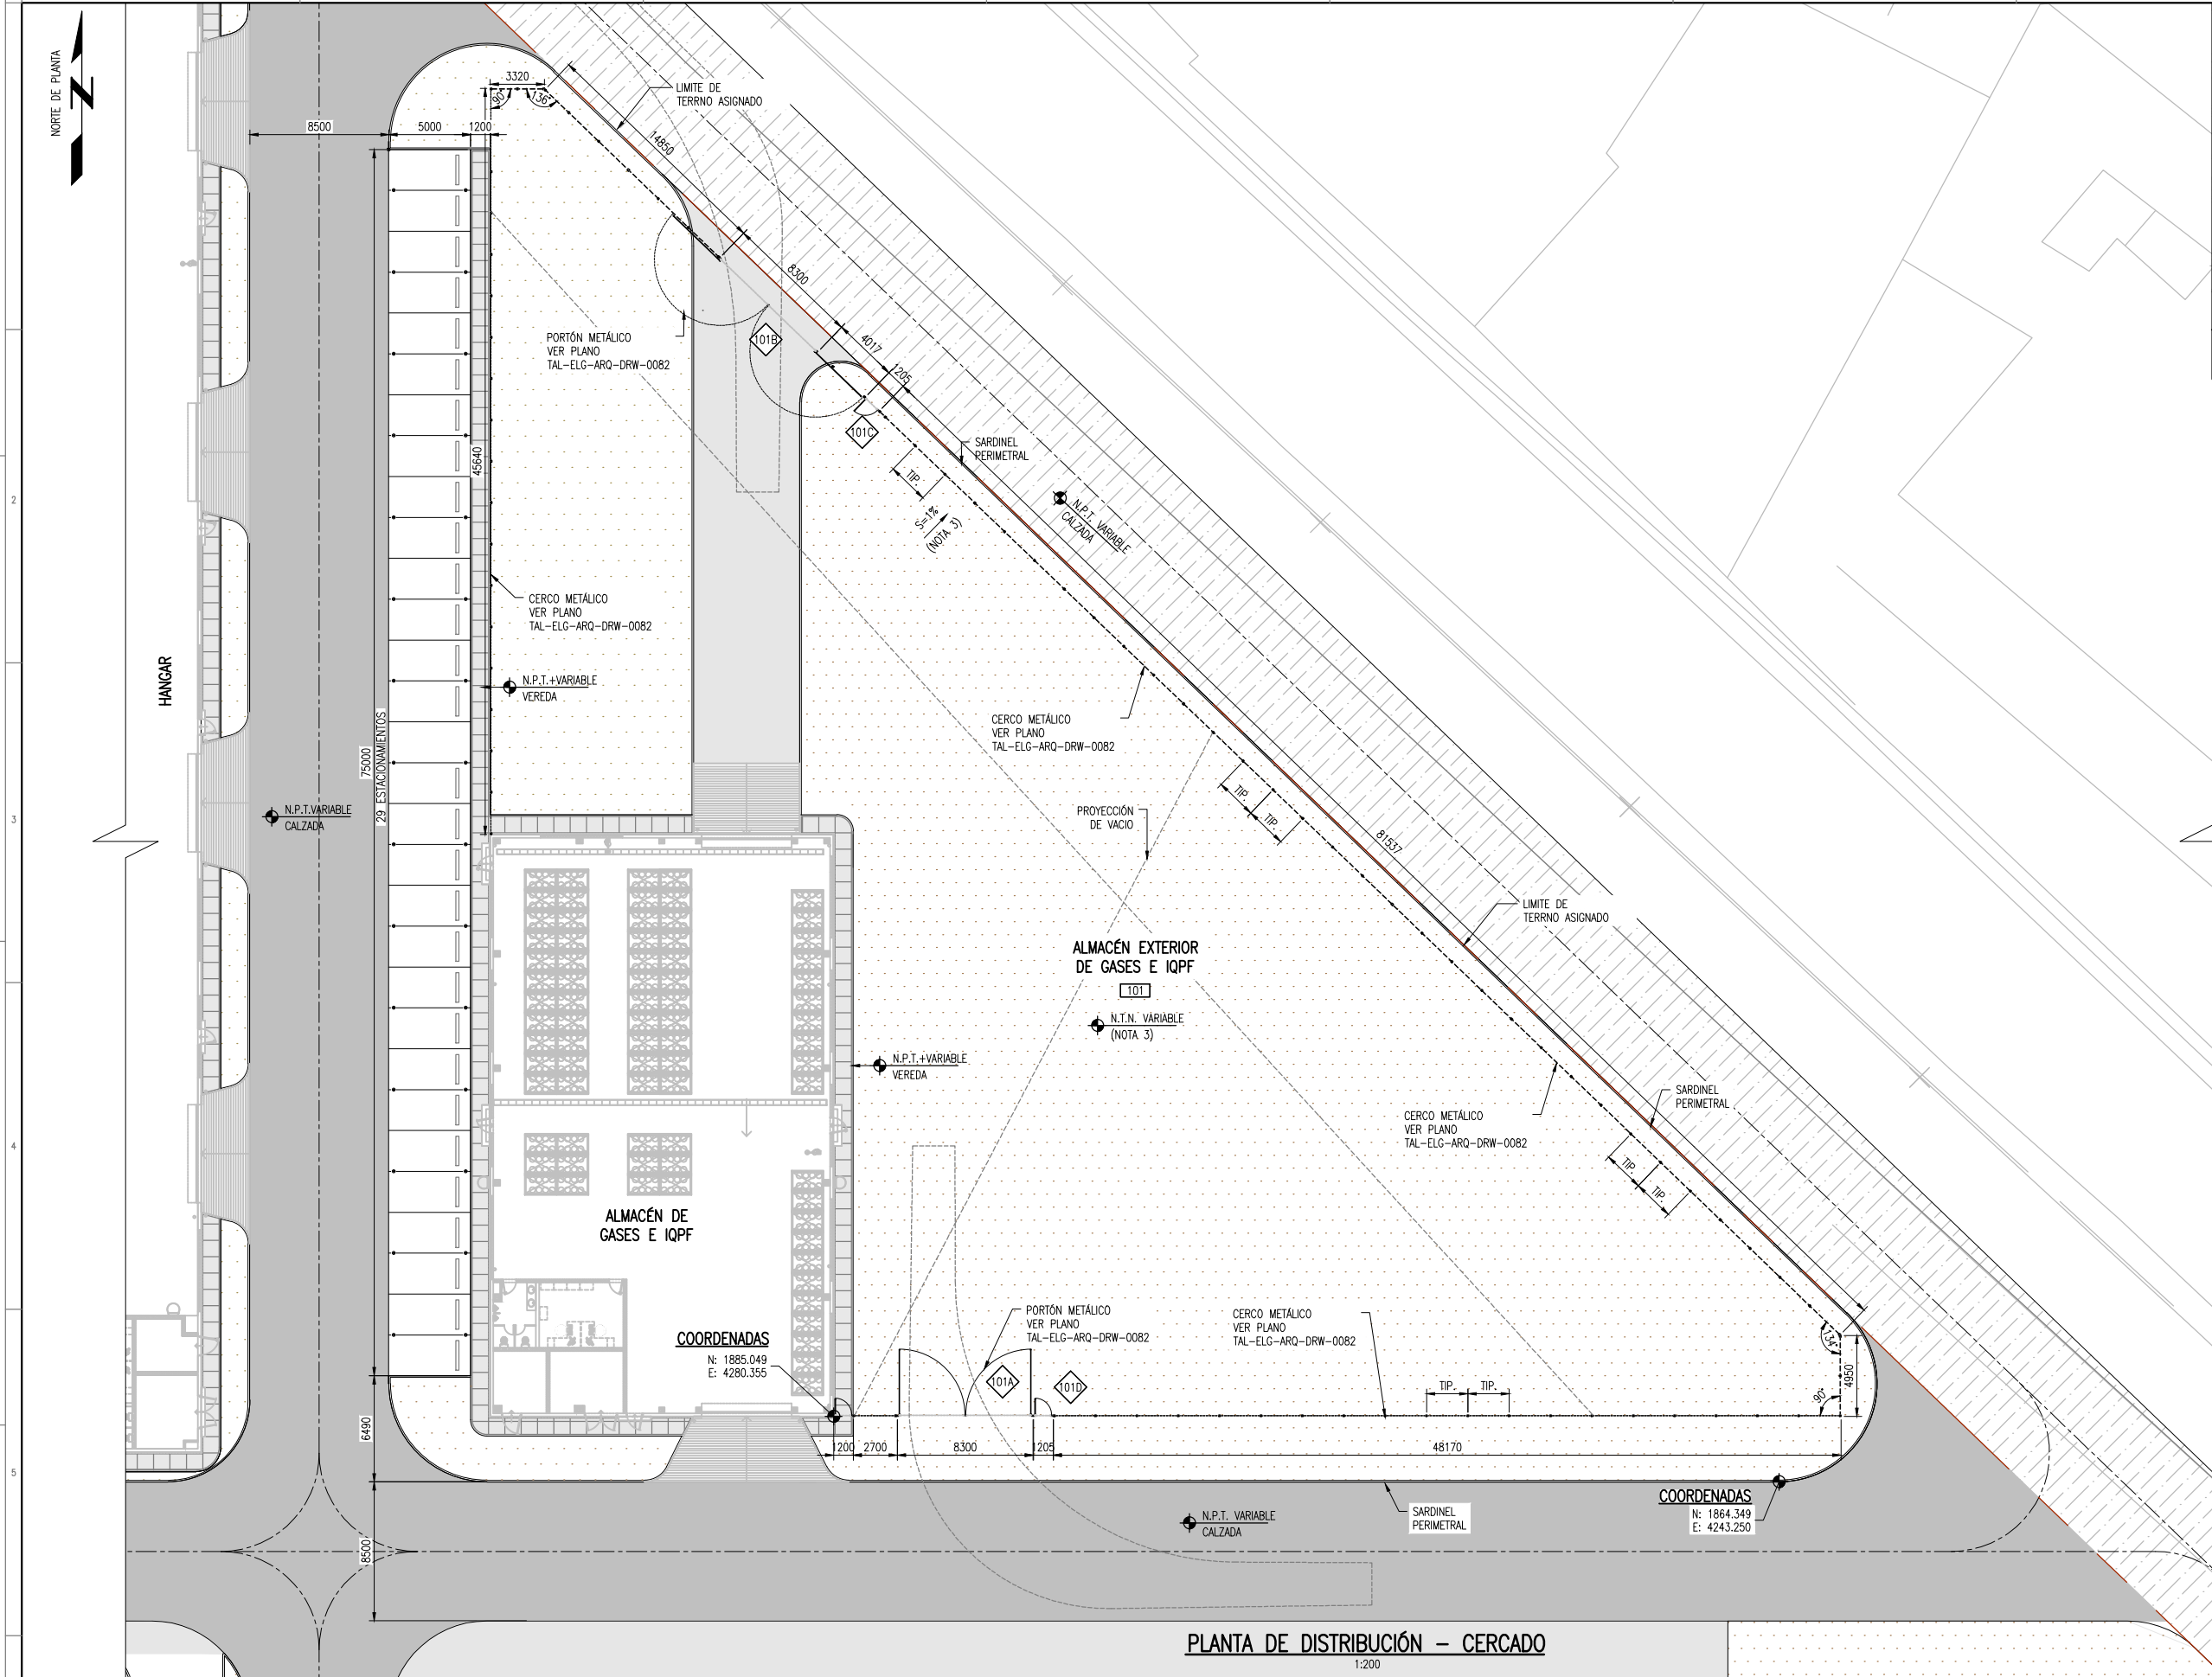 NORTE DE PLANTA
N
3320
90°
136°
LIMITE DE
TERRNO ASIGNADO
8500
5000
1200
14850
8300
4017
1205
PORTÓN METÁLICO
VER PLANO
TAL-ELG-ARQ-DRW-0082
101B
101C
SARDINEL
PERIMETRAL
TIP.
S=1%
(NOTA 3)
N.P.T. VARIABLE
CALZADA
45640
2
CERCO METÁLICO
VER PLANO
TAL-ELG-ARQ-DRW-0082
HANGAR
N.P.T.+VARIABLE
VEREDA
CERCO METÁLICO
VER PLANO
TAL-ELG-ARQ-DRW-0082
75000
29 ESTACIONAMIENTOS
N.P.T.VARIABLE
CALZADA
3
PROYECCIÓN
DE VACIO
TIP.
TIP.
81537
LIMITE DE
TERRNO ASIGNADO
ALMACÉN EXTERIOR
DE GASES E IQPF
101
N.T.N. VARIABLE
(NOTA 3)
N.P.T.+VARIABLE
VEREDA
SARDINEL
PERIMETRAL
CERCO METÁLICO
VER PLANO
TAL-ELG-ARQ-DRW-0082
4
TIP.
TIP.
ALMACÉN DE
GASES E IQPF
COORDENADAS
N: 1885.049
E: 4280.355
PORTÓN METÁLICO
VER PLANO
TAL-ELG-ARQ-DRW-0082
CERCO METÁLICO
VER PLANO
TAL-ELG-ARQ-DRW-0082
134°
4950
90°
101A
101D
TIP.
TIP.
6490
1200
2700
8300
1205
48170
5
COORDENADAS
N: 1864.349
E: 4243.250
SARDINEL
PERIMETRAL
N.P.T. VARIABLE
CALZADA
8500
PLANTA DE DISTRIBUCIÓN – CERCADO
1:200